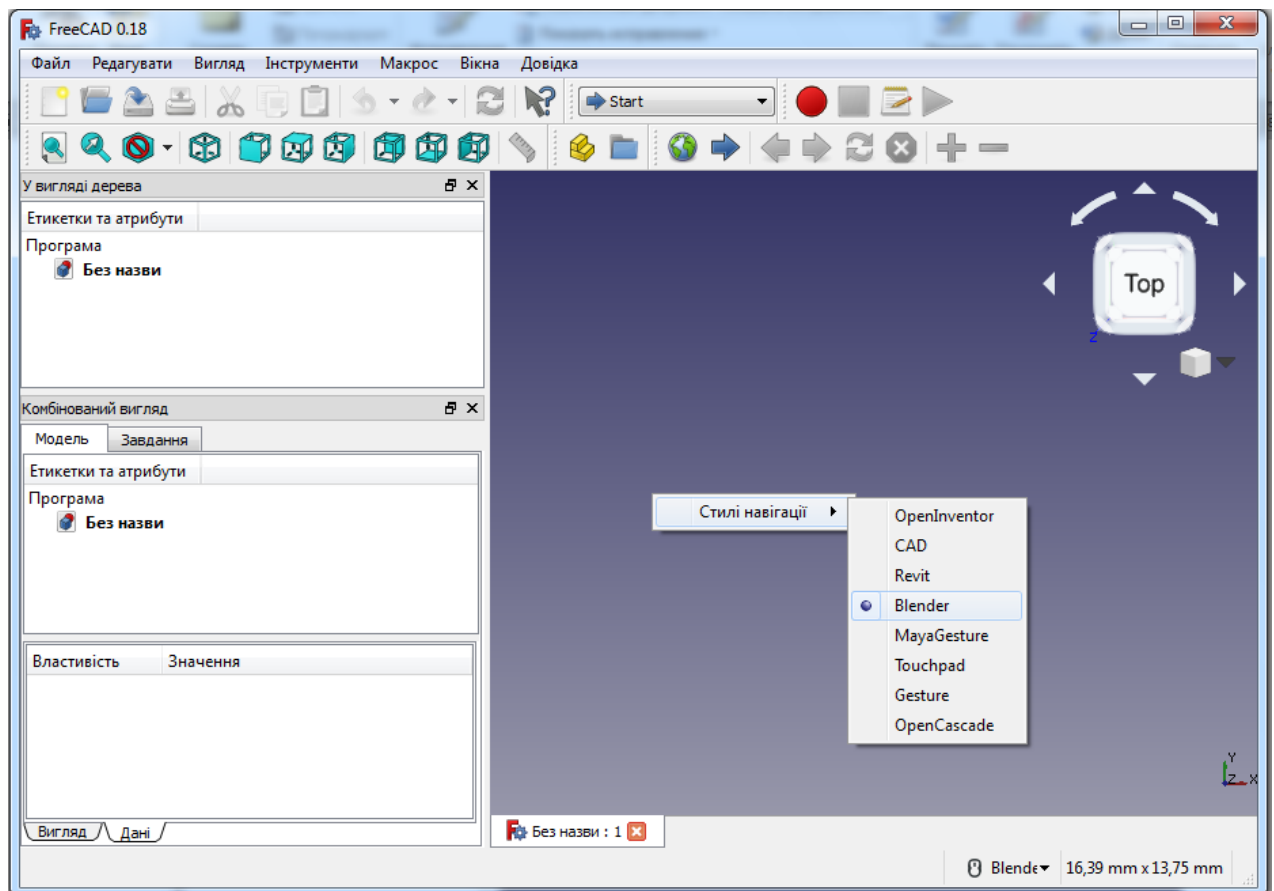 FreeCAD 0.18
Файл Редагувати Вигляд Інструменти Макрос Вікна Довідка
Start
У вигляді дерева
Етикетки та атрибути
Програма
Без назви
Комбінований вигляд
Модель Завдання
Етикетки та атрибути
Програма
Без назви
Властивість Значення
Вигляд Дані
Top
Z
Стилі навігації
OpenInventor
CAD
Revit
Blender
MayaGesture
Touchpad
Gesture
OpenCascade
Y
Z X
Без назви : 1
Blende 16,39 mm x 13,75 mm